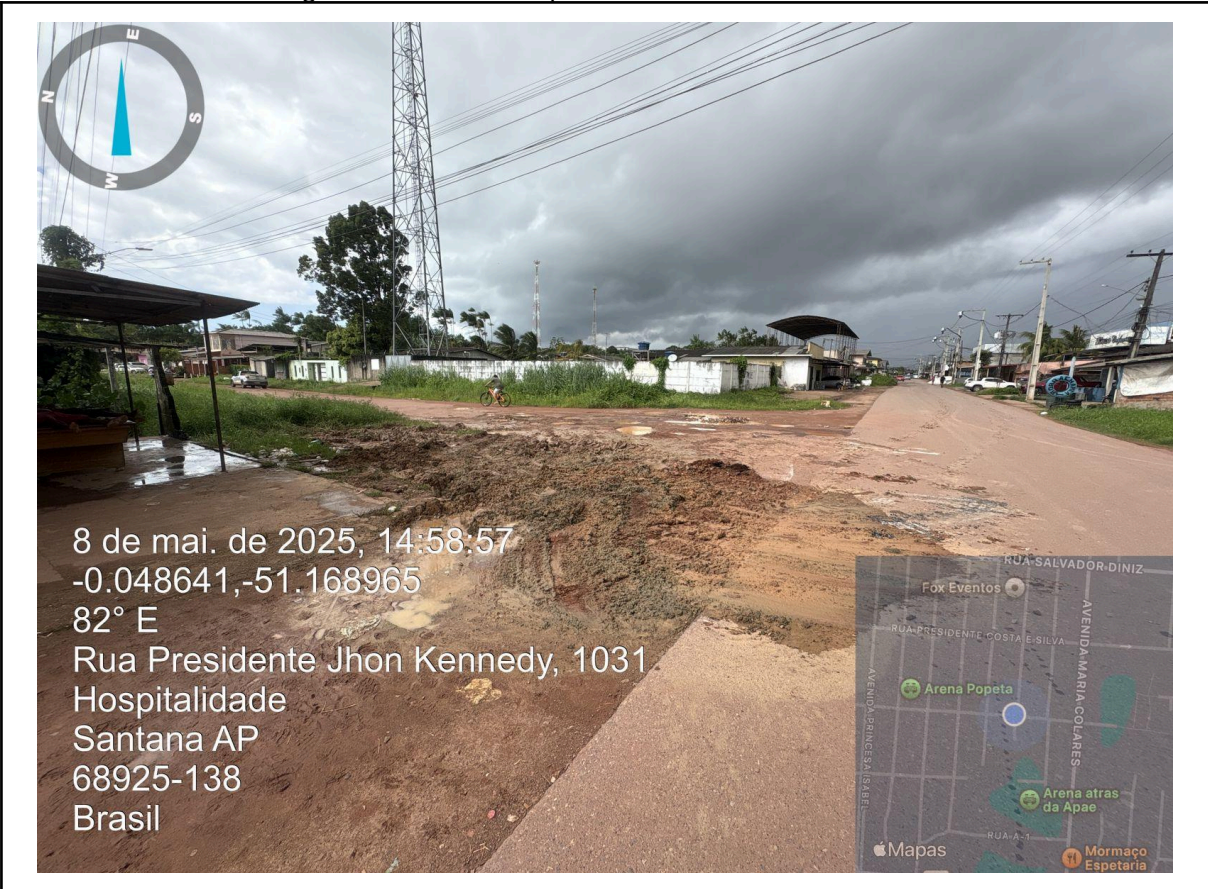 E
N
S
W
8 de mai. de 2025, 14:58:57
-0.048641,-51.168965
82° E
Rua Presidente Jhon Kennedy, 1031
Hospitalidade
Santana AP
68925-138
Brasil
RUA SALVADOR DINIZ
Fox Eventos
RUA PRESIDENTE COSTA E SILVA
AVENIDA MARIA COLARES
Arena Popeta
AVENIDA PRINCESA ISABEL
Arena atras
da Apae
RUA A-1
Mapas
Mormaço
Espetaria